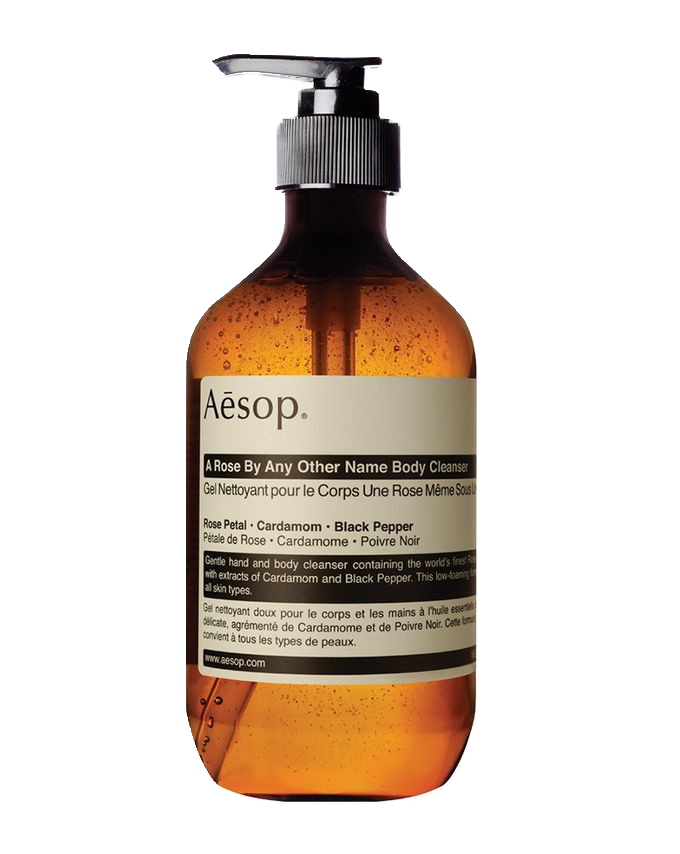 Aēsop®
A Rose By Any Other Name Body Cleanser
Gel Nettoyant pour le Corps Une Rose Même Sous
Rose Petal · Cardamom · Black Pepper
Pétale de Rose · Cardamome · Poivre Noir
Gentle hand and body cleanser containing the world's finest
with extracts of Cardamom and Black Pepper. This low-foaming
all skin types.
Gel nettoyant doux pour le corps et les mains à l'huile essentielle
délicate, agrémenté de Cardamome et de Poivre Noir. Cette
convient à tous les types de peaux.
www.aesop.com